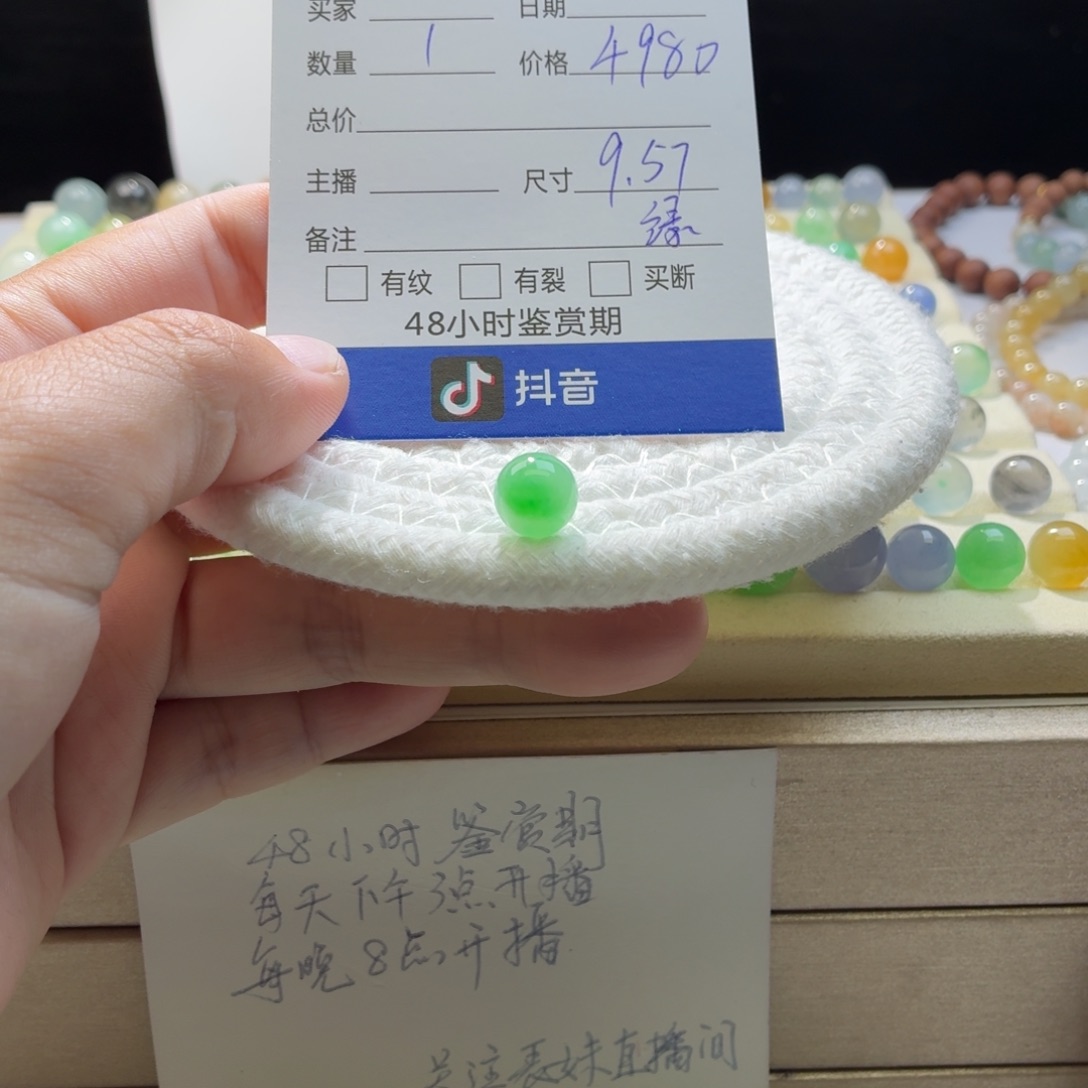 买家 日期
数量 1 价格 4980
总价
主播 尺寸 9.57
备注 绿
有纹 有裂 买断
48小时鉴赏期
抖音
48小时鉴赏期
每天下午3点开播
每晚8点开播
关注表妹直播间